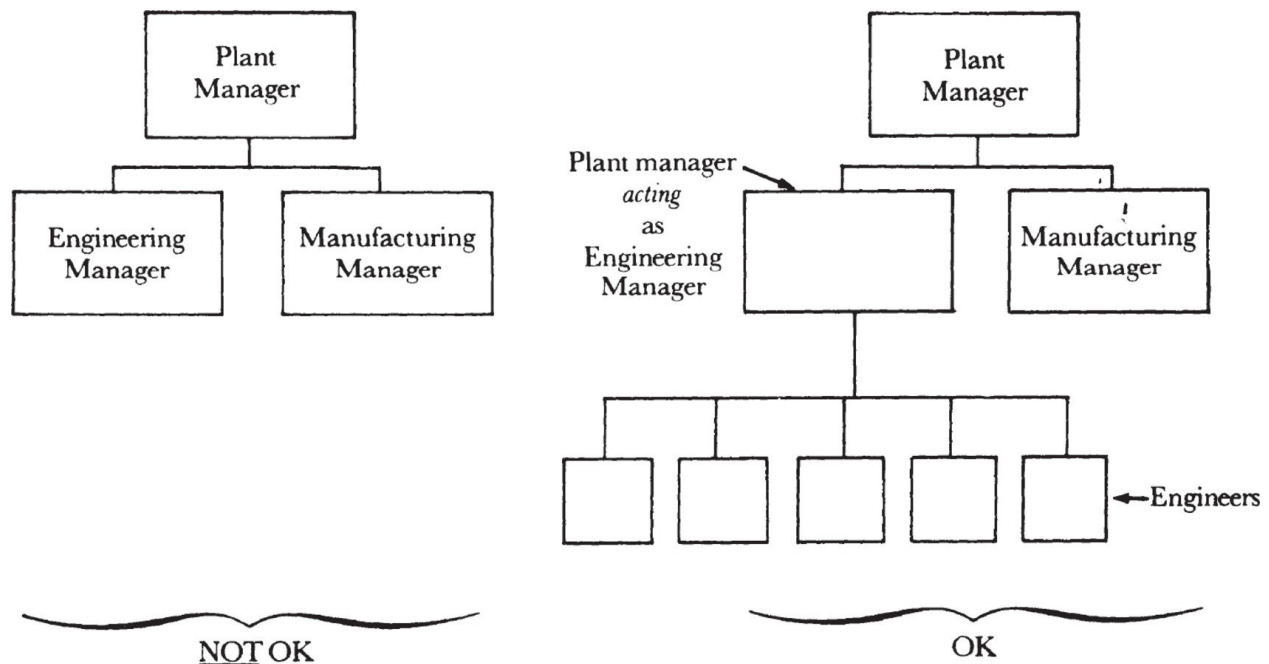 Plant
Manager
Engineering
Manager
Manufacturing
Manager
NOT OK
Plant
Manager
Plant manager
acting
as
Engineering
Manager
Manufacturing
Manager
Engineers
OK